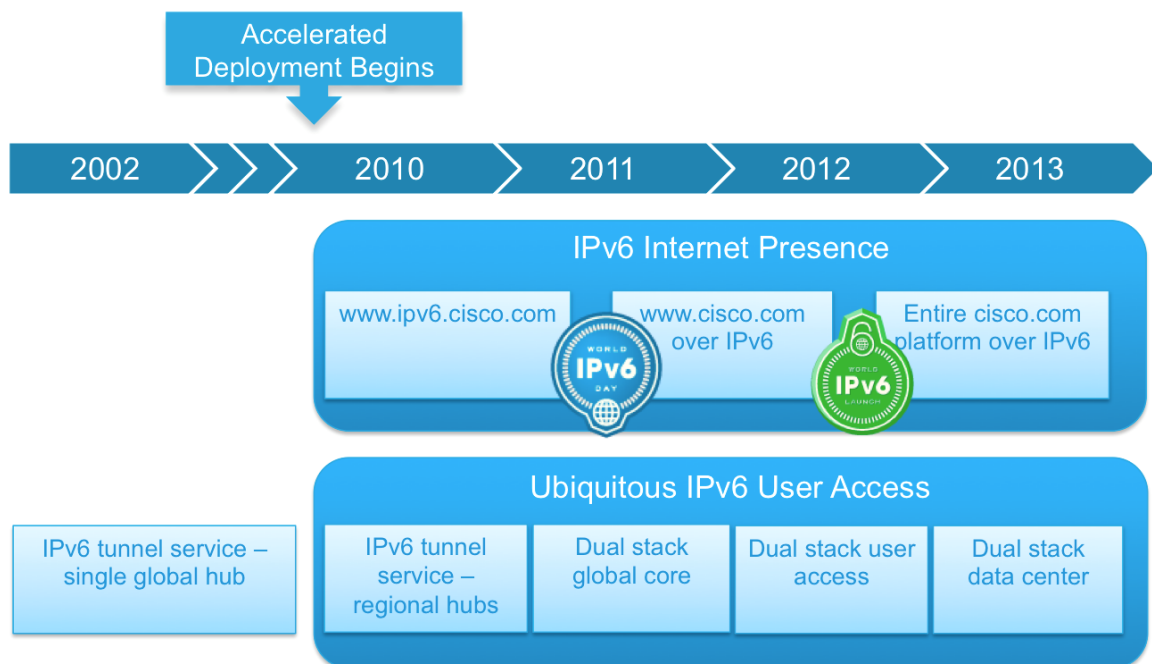 Accelerated
Deployment Begins
2002
2010
2011
2012
2013
IPv6 Internet Presence
www.ipv6.cisco.com
www.cisco.com
over IPv6
Entire cisco.com
platform over IPv6
WORLD
IPv6
DAY
WORLD
IPv6
LAUNCH
Ubiquitous IPv6 User Access
IPv6 tunnel service –
single global hub
IPv6 tunnel
service –
regional hubs
Dual stack
global core
Dual stack user
access
Dual stack
data center